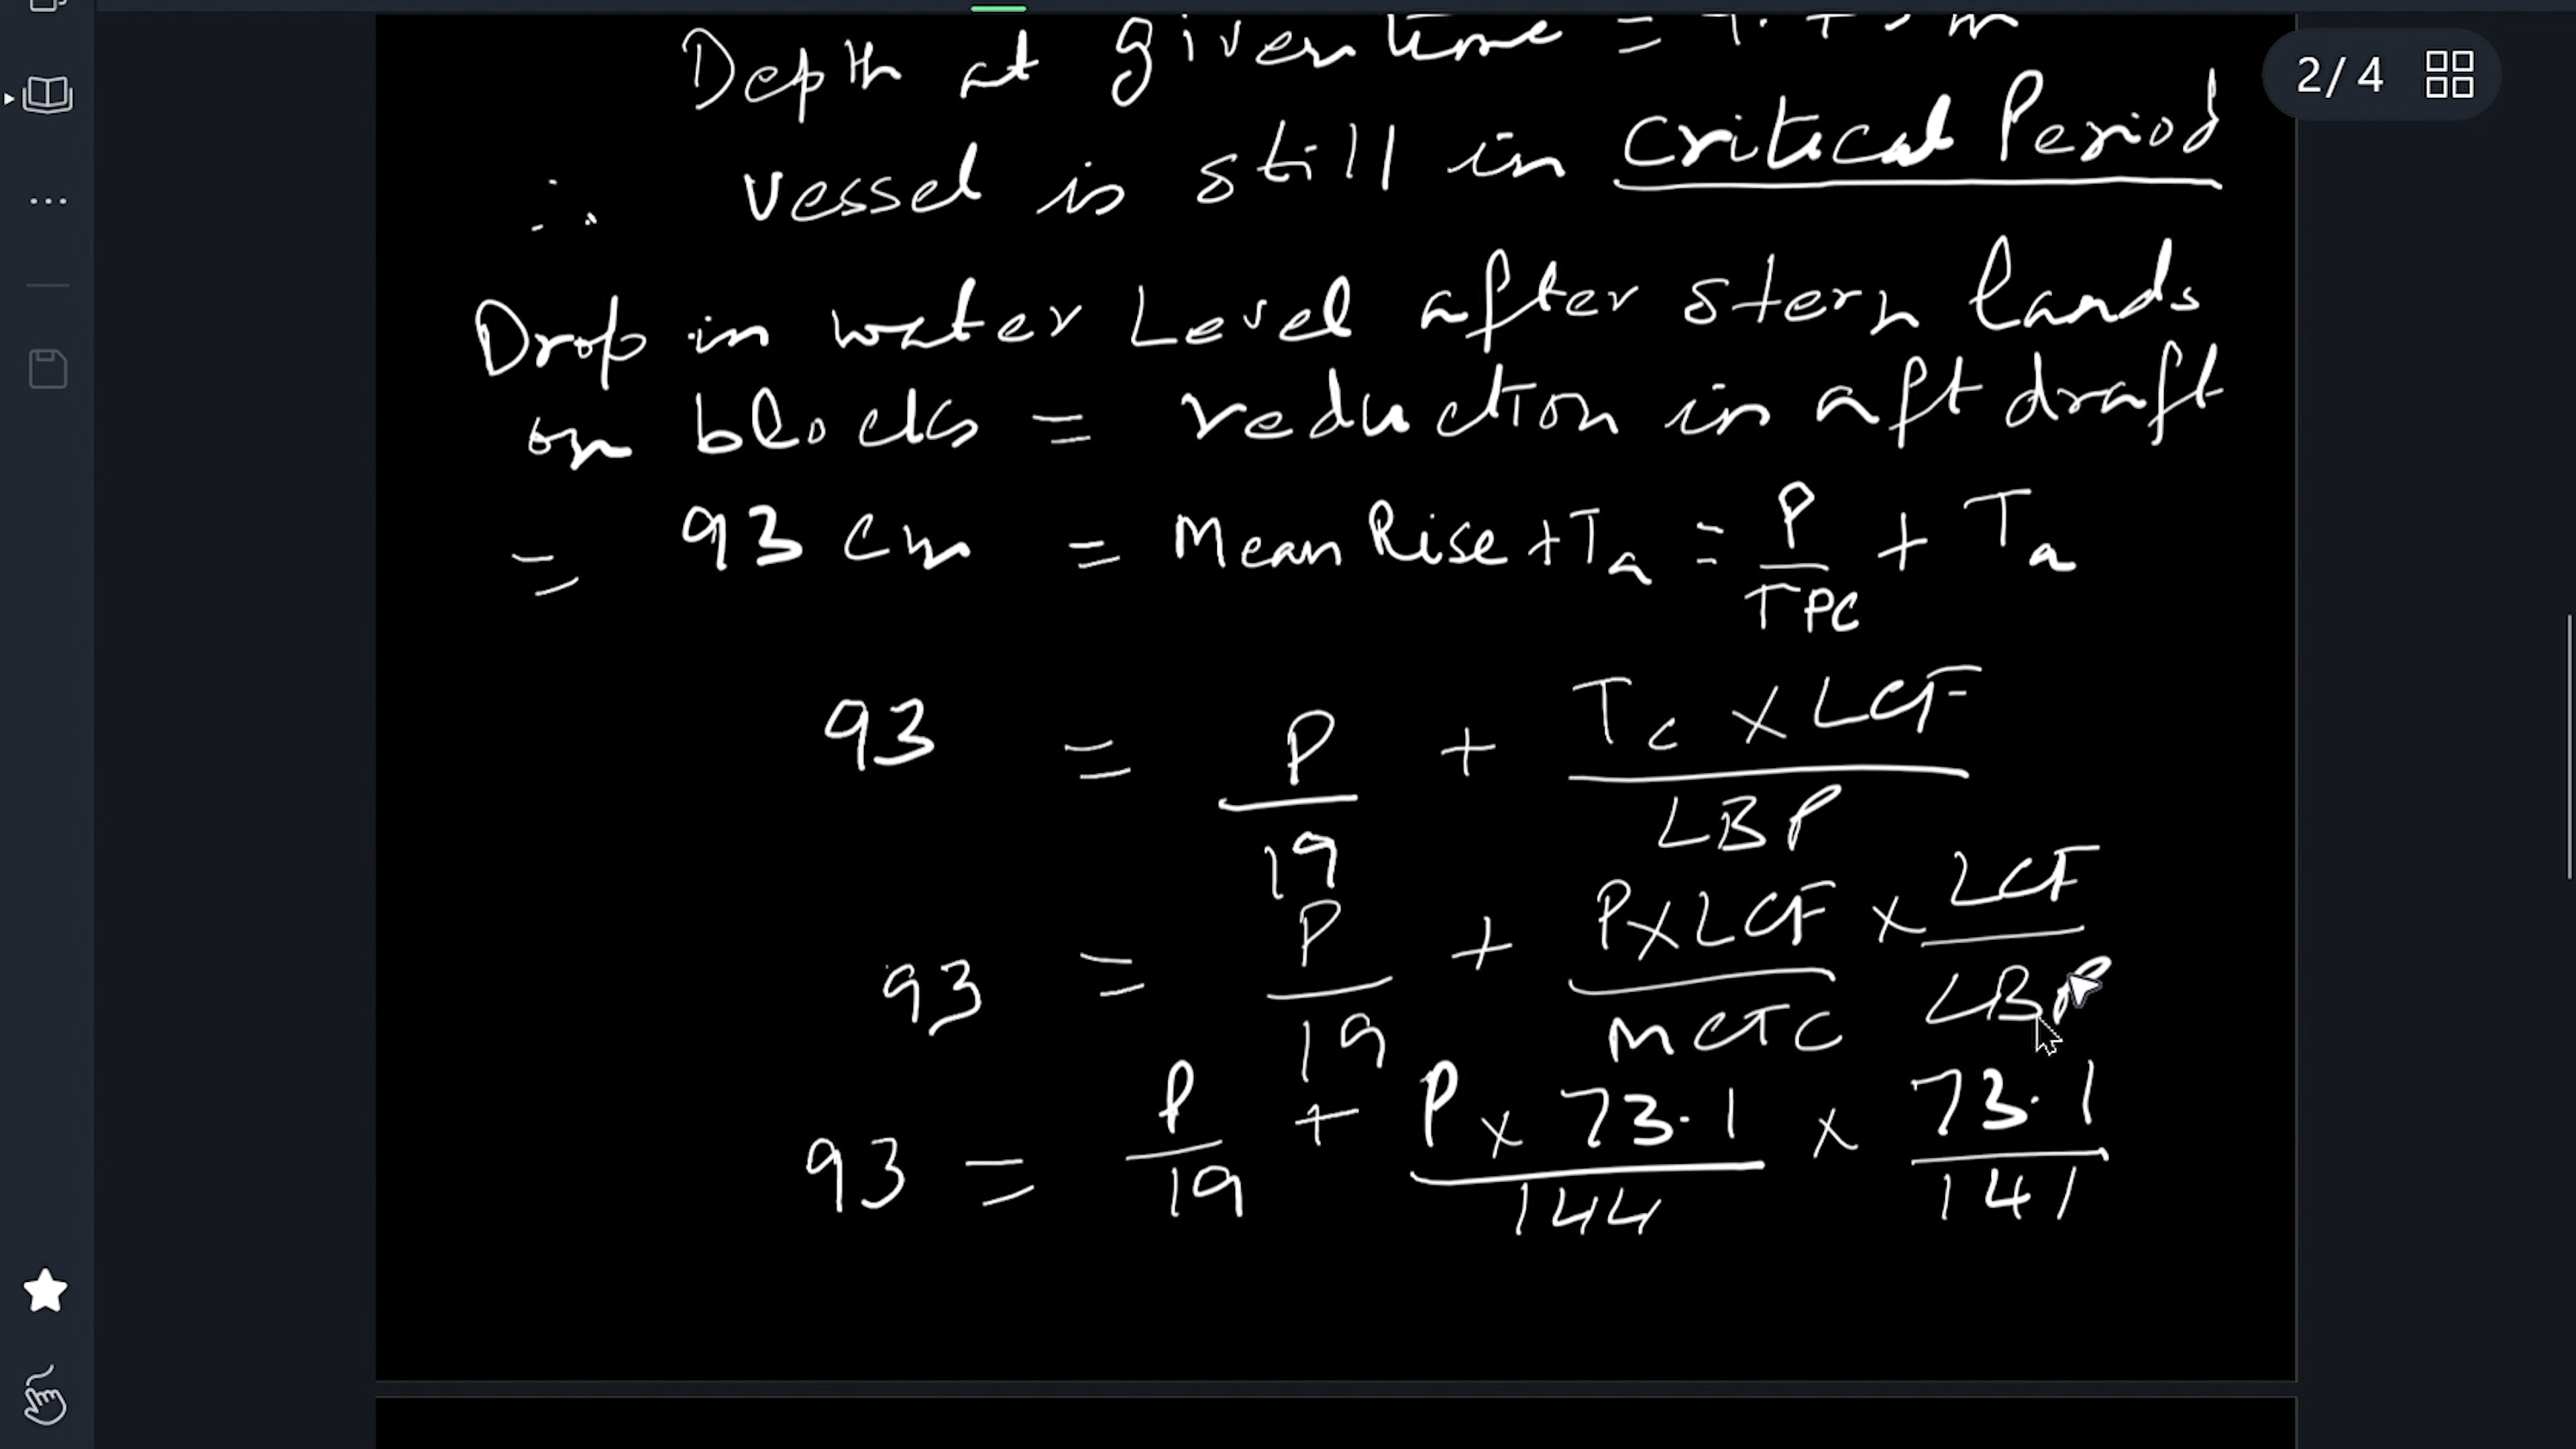 2/ 4
Depth at given time =
∴ vessel is still in Critical Period
Drop in water Level after stern lands
on blocks = reduction in aft draft
= 93 cm = Mean Rise + Ta = P/TPC + Ta
93 = P/19 + Tc × LCF/LBP
93 = P/19 + P×LCF/MCTC × LCF/LBP
93 = P/19 + P × 73.1/144 × 73.1/141